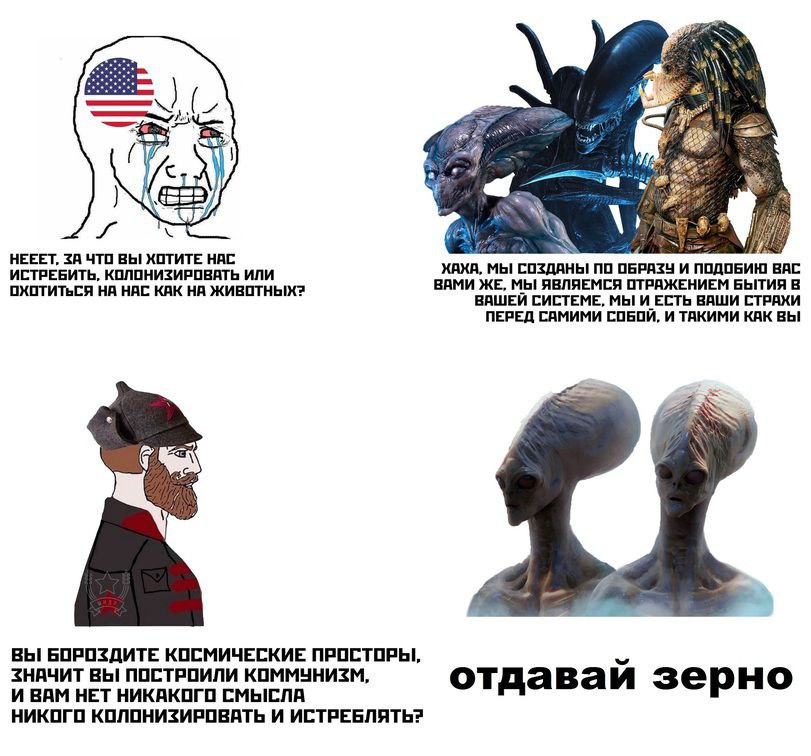 НЕЕЕТ, ЗА ЧТО ВЫ ХОТИТЕ НАС
ИСТРЕБИТЬ, КОЛОНИЗИРОВАТЬ ИЛИ
ОХОТИТЬСЯ НА НАС КАК НА ЖИВОТНЫХ?
ХАХА, МЫ СОЗДАНЫ ПО ОБРАЗУ И ПОДОБИЮ ВАС
ВАМИ ЖЕ, МЫ ЯВЛЯЕМСЯ ОТРАЖЕНИЕМ БЫТИЯ В
ВАШЕЙ СИСТЕМЕ, МЫ И ЕСТЬ ВАШИ СТРАХИ
ПЕРЕД САМИМИ СОБОЙ, И ТАКИМИ КАК ВЫ
ВЫ БОРОЗДИТЕ КОСМИЧЕСКИЕ ПРОСТОРЫ,
ЗНАЧИТ ВЫ ПОСТРОИЛИ КОММУНИЗМ,
И ВАМ НЕТ НИКАКОГО СМЫСЛА
НИКОГО КОЛОНИЗИРОВАТЬ И ИСТРЕБЛЯТЬ?
отдавай зерно